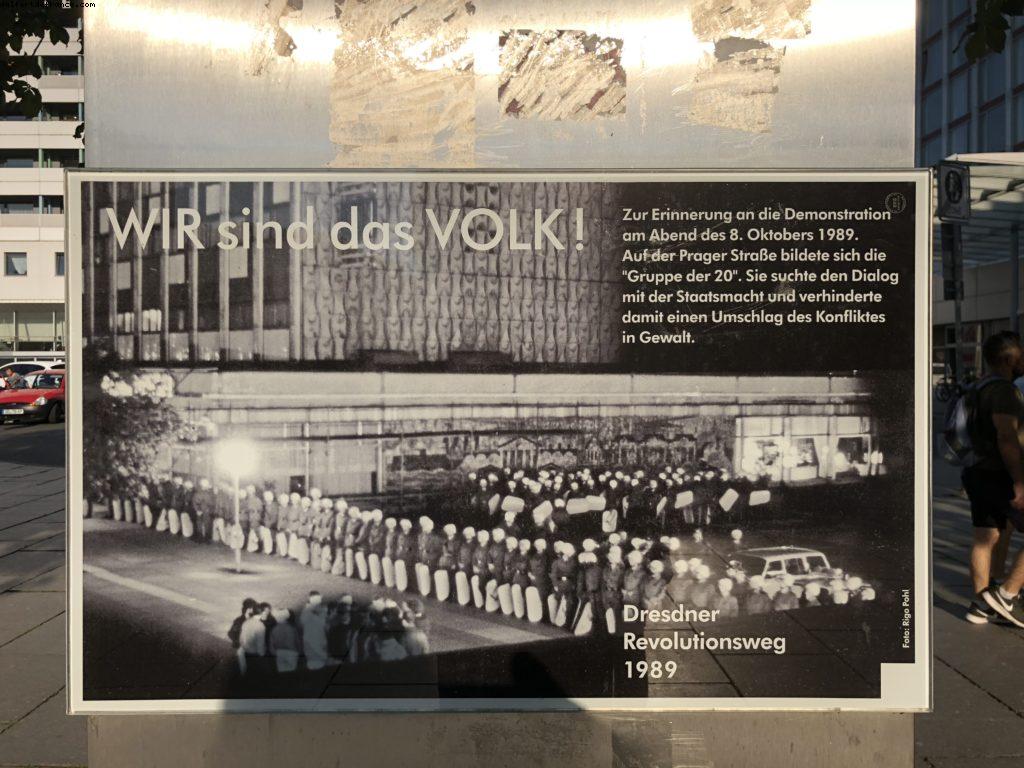 WIR sind das VOLK!
Zur Erinnerung an die Demonstration
am Abend des 8. Oktobers 1989.
Auf der Prager Straße bildete sich die
"Gruppe der 20". Sie suchte den Dialog
mit der Staatsmacht und verhinderte
damit einen Umschlag des Konfliktes
in Gewalt.
Dresdner
Revolutionsweg
1989
Foto: Rigo Pohl